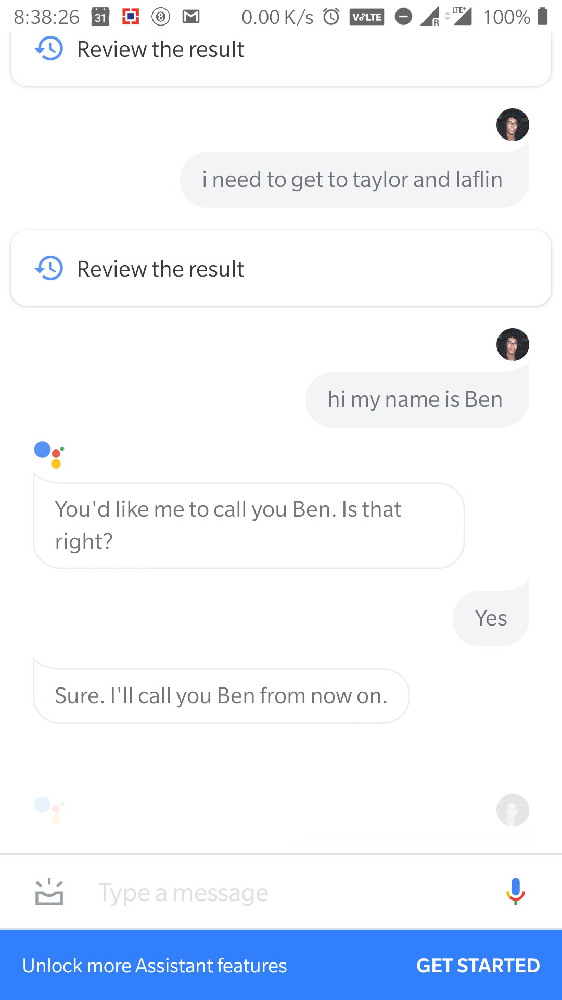 8:38:26 31 8 0.00 K/s VoLTE R LTE+ 100%
Review the result
i need to get to taylor and laflin
Review the result
hi my name is Ben
You'd like me to call you Ben. Is that
right?
Yes
Sure. I'll call you Ben from now on.
Type a message
Unlock more Assistant features GET STARTED